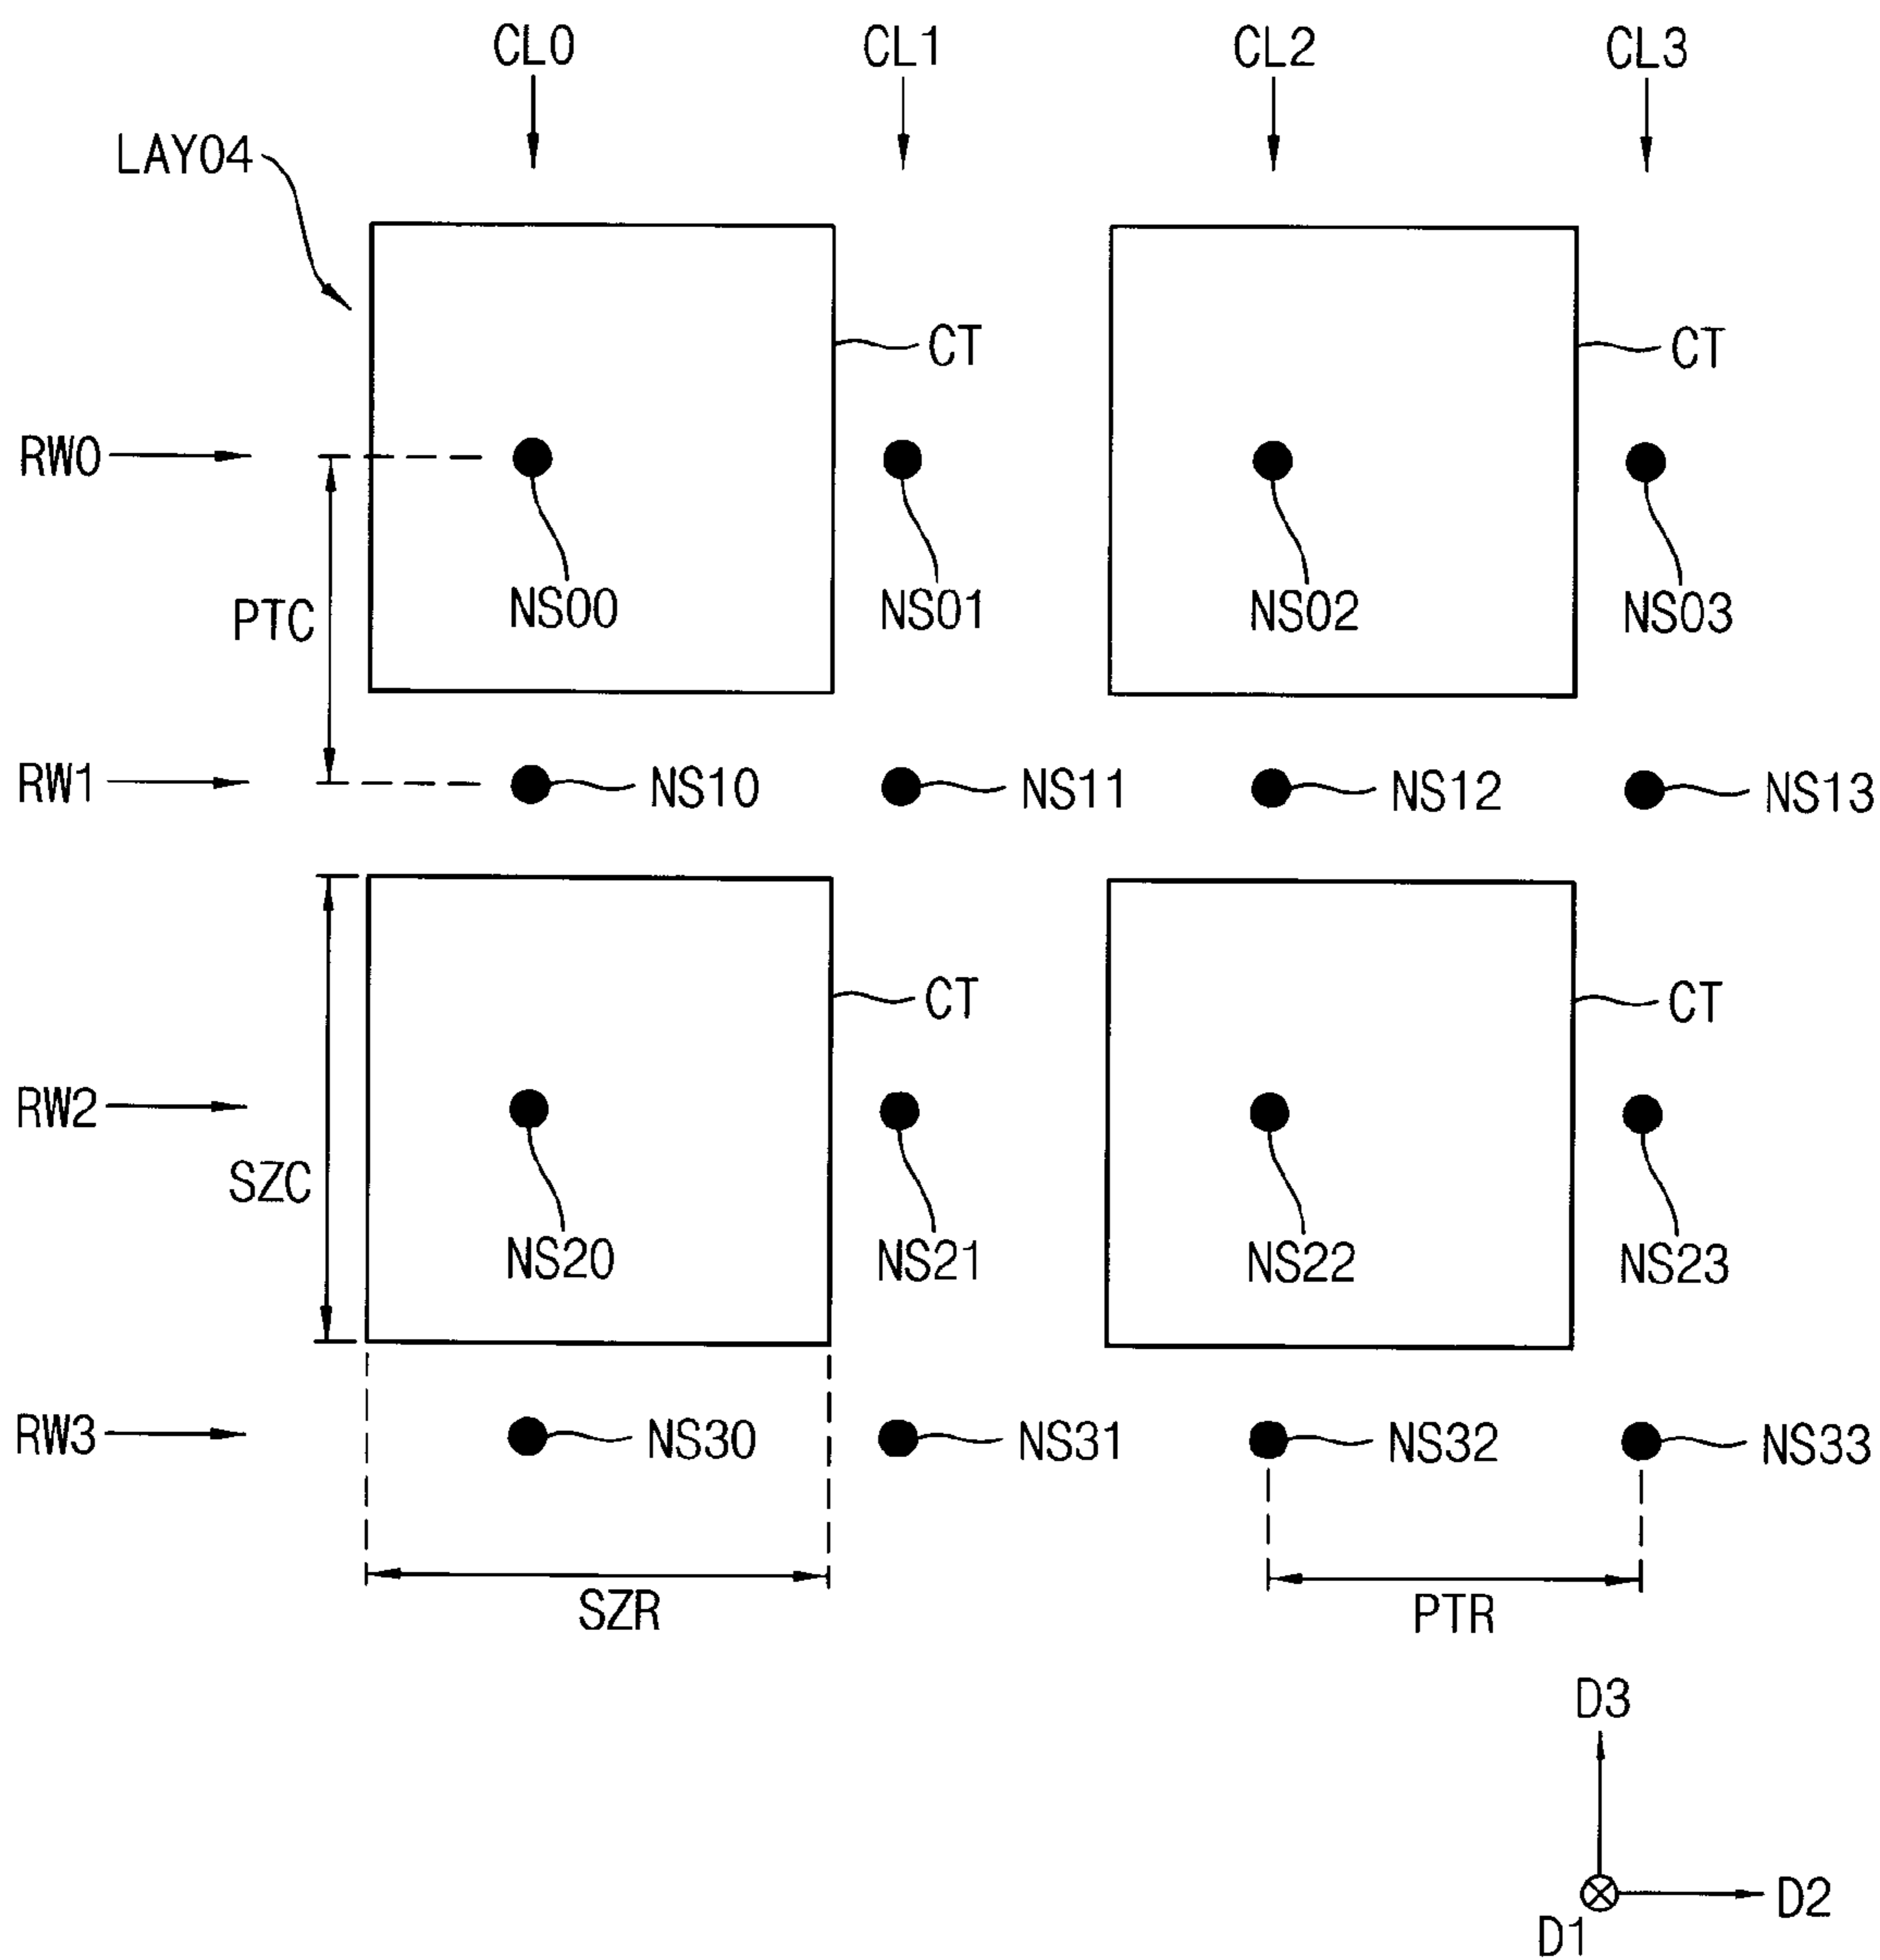 CL0 CL1 CL2 CL3
LAY04
CT CT
RW0
NS00 NS01 NS02 NS03
PTC
RW1 NS10 NS11 NS12 NS13
CT CT
RW2
SZC
NS20 NS21 NS22 NS23
RW3 NS30 NS31 NS32 NS33
SZR PTR
D3
D2
D1